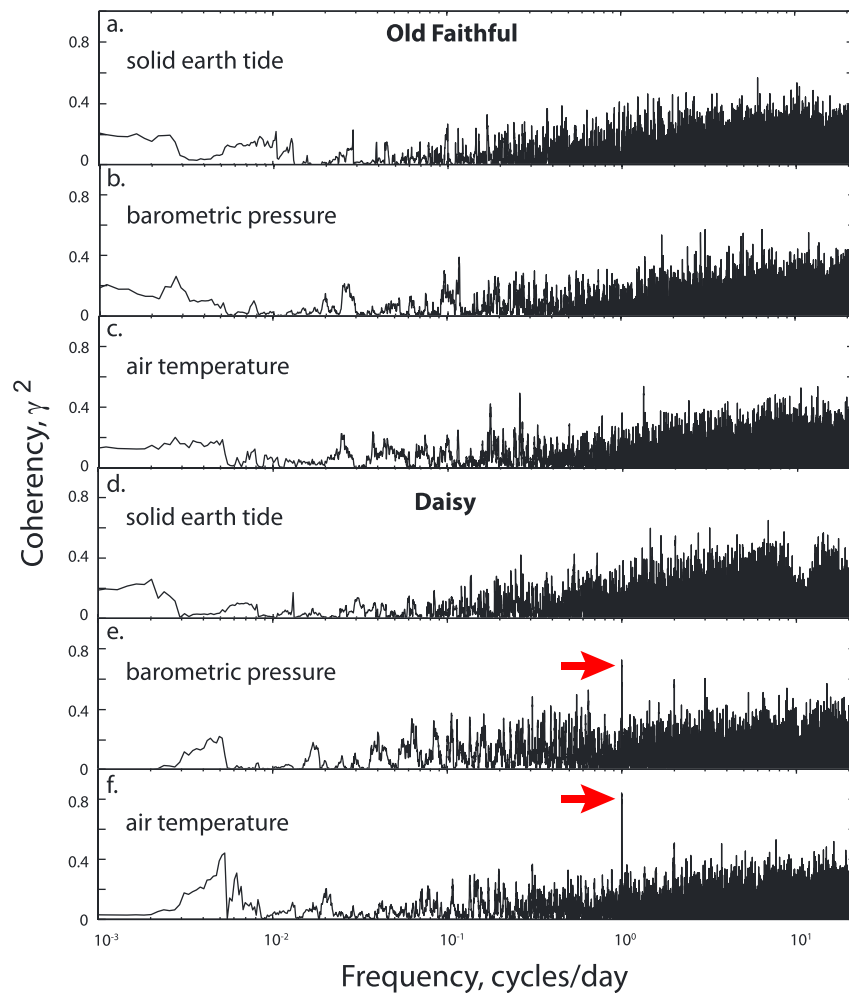 a.
Old Faithful
solid earth tide
0.8
0.4
0
b.
barometric pressure
0.8
0.4
0
c.
air temperature
0.8
0.4
0
d.
Daisy
solid earth tide
0.8
0.4
0
e.
barometric pressure
0.8
0.4
0
f.
air temperature
0.8
0.4
0
Coherency, γ²
10⁻³ 10⁻² 10⁻¹ 10⁰ 10¹
Frequency, cycles/day